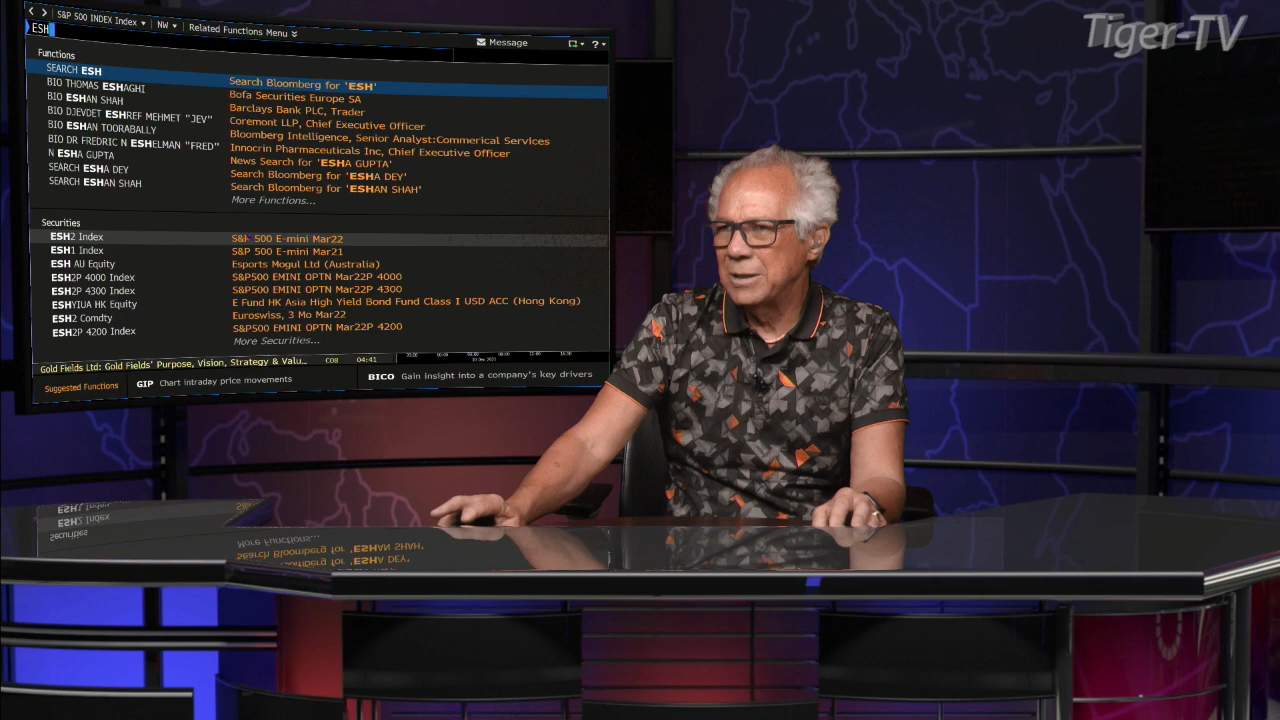 Tiger-TV
S&P 500 INDEX Index NW Related Functions Menu
ESH
Message ?
Functions
SEARCH ESH Search Bloomberg for 'ESH'
BIO THOMAS ESHAGHI Bofa Securities Europe SA
BIO ESHAN SHAH Barclays Bank PLC, Trader
BIO DJEVDET ESHREF MEHMET "JEV" Coremont LLP, Chief Executive Officer
BIO ESHAN TOORABALLY Bloomberg Intelligence, Senior Analyst:Commerical Services
BIO DR FREDRIC N ESHELMAN "FRED" Innocrin Pharmaceuticals Inc, Chief Executive Officer
N ESHA GUPTA News Search for 'ESHA GUPTA'
SEARCH ESHA DEY Search Bloomberg for 'ESHA DEY'
SEARCH ESHAN SHAH Search Bloomberg for 'ESHAN SHAH'
More Functions...
Securities
ESH2 Index S&P 500 E-mini Mar22
ESH1 Index S&P 500 E-mini Mar21
ESH AU Equity Esports Mogul Ltd (Australia)
ESH2P 4000 Index S&P500 EMINI OPTN Mar22P 4000
ESH2P 4300 Index S&P500 EMINI OPTN Mar22P 4300
ESHYIUA HK Equity E Fund HK Asia High Yield Bond Fund Class I USD ACC (Hong Kong)
ESH2 Comdty Euroswiss, 3 Mo Mar22
ESH2P 4200 Index S&P500 EMINI OPTN Mar22P 4200
More Securities...
Gold Fields Ltd: Gold Fields' Purpose, Vision, Strategy & Valu... CO8 04:41
10 Dec 2021
Suggested Functions GIP Chart intraday price movements BICO Gain insight into a company's key drivers